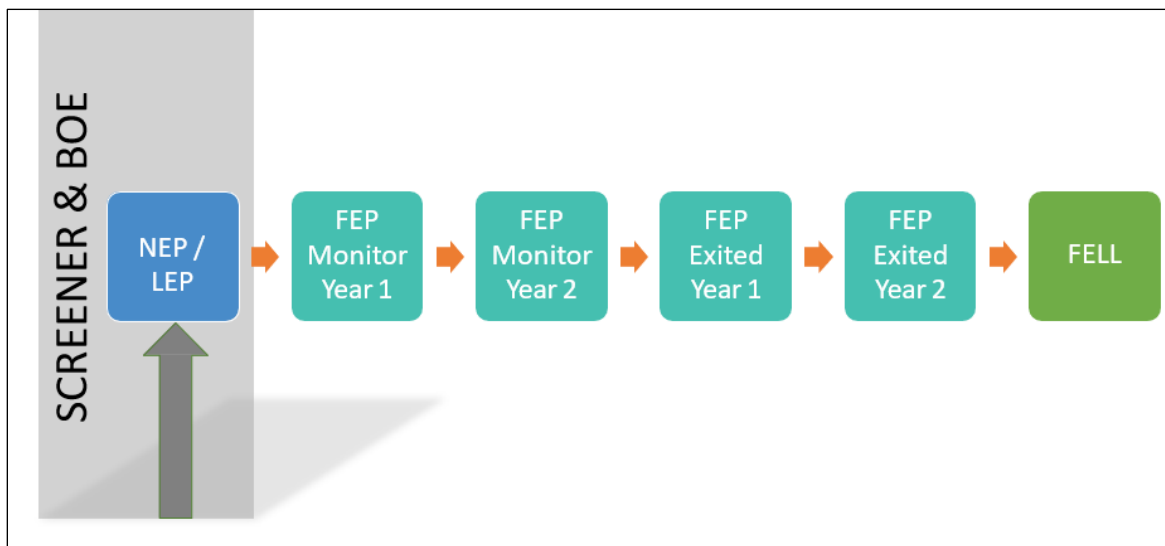 SCREENER & BOE
NEP /
LEP
FEP
Monitor
Year 1
FEP
Monitor
Year 2
FEP
Exited
Year 1
FEP
Exited
Year 2
FELL